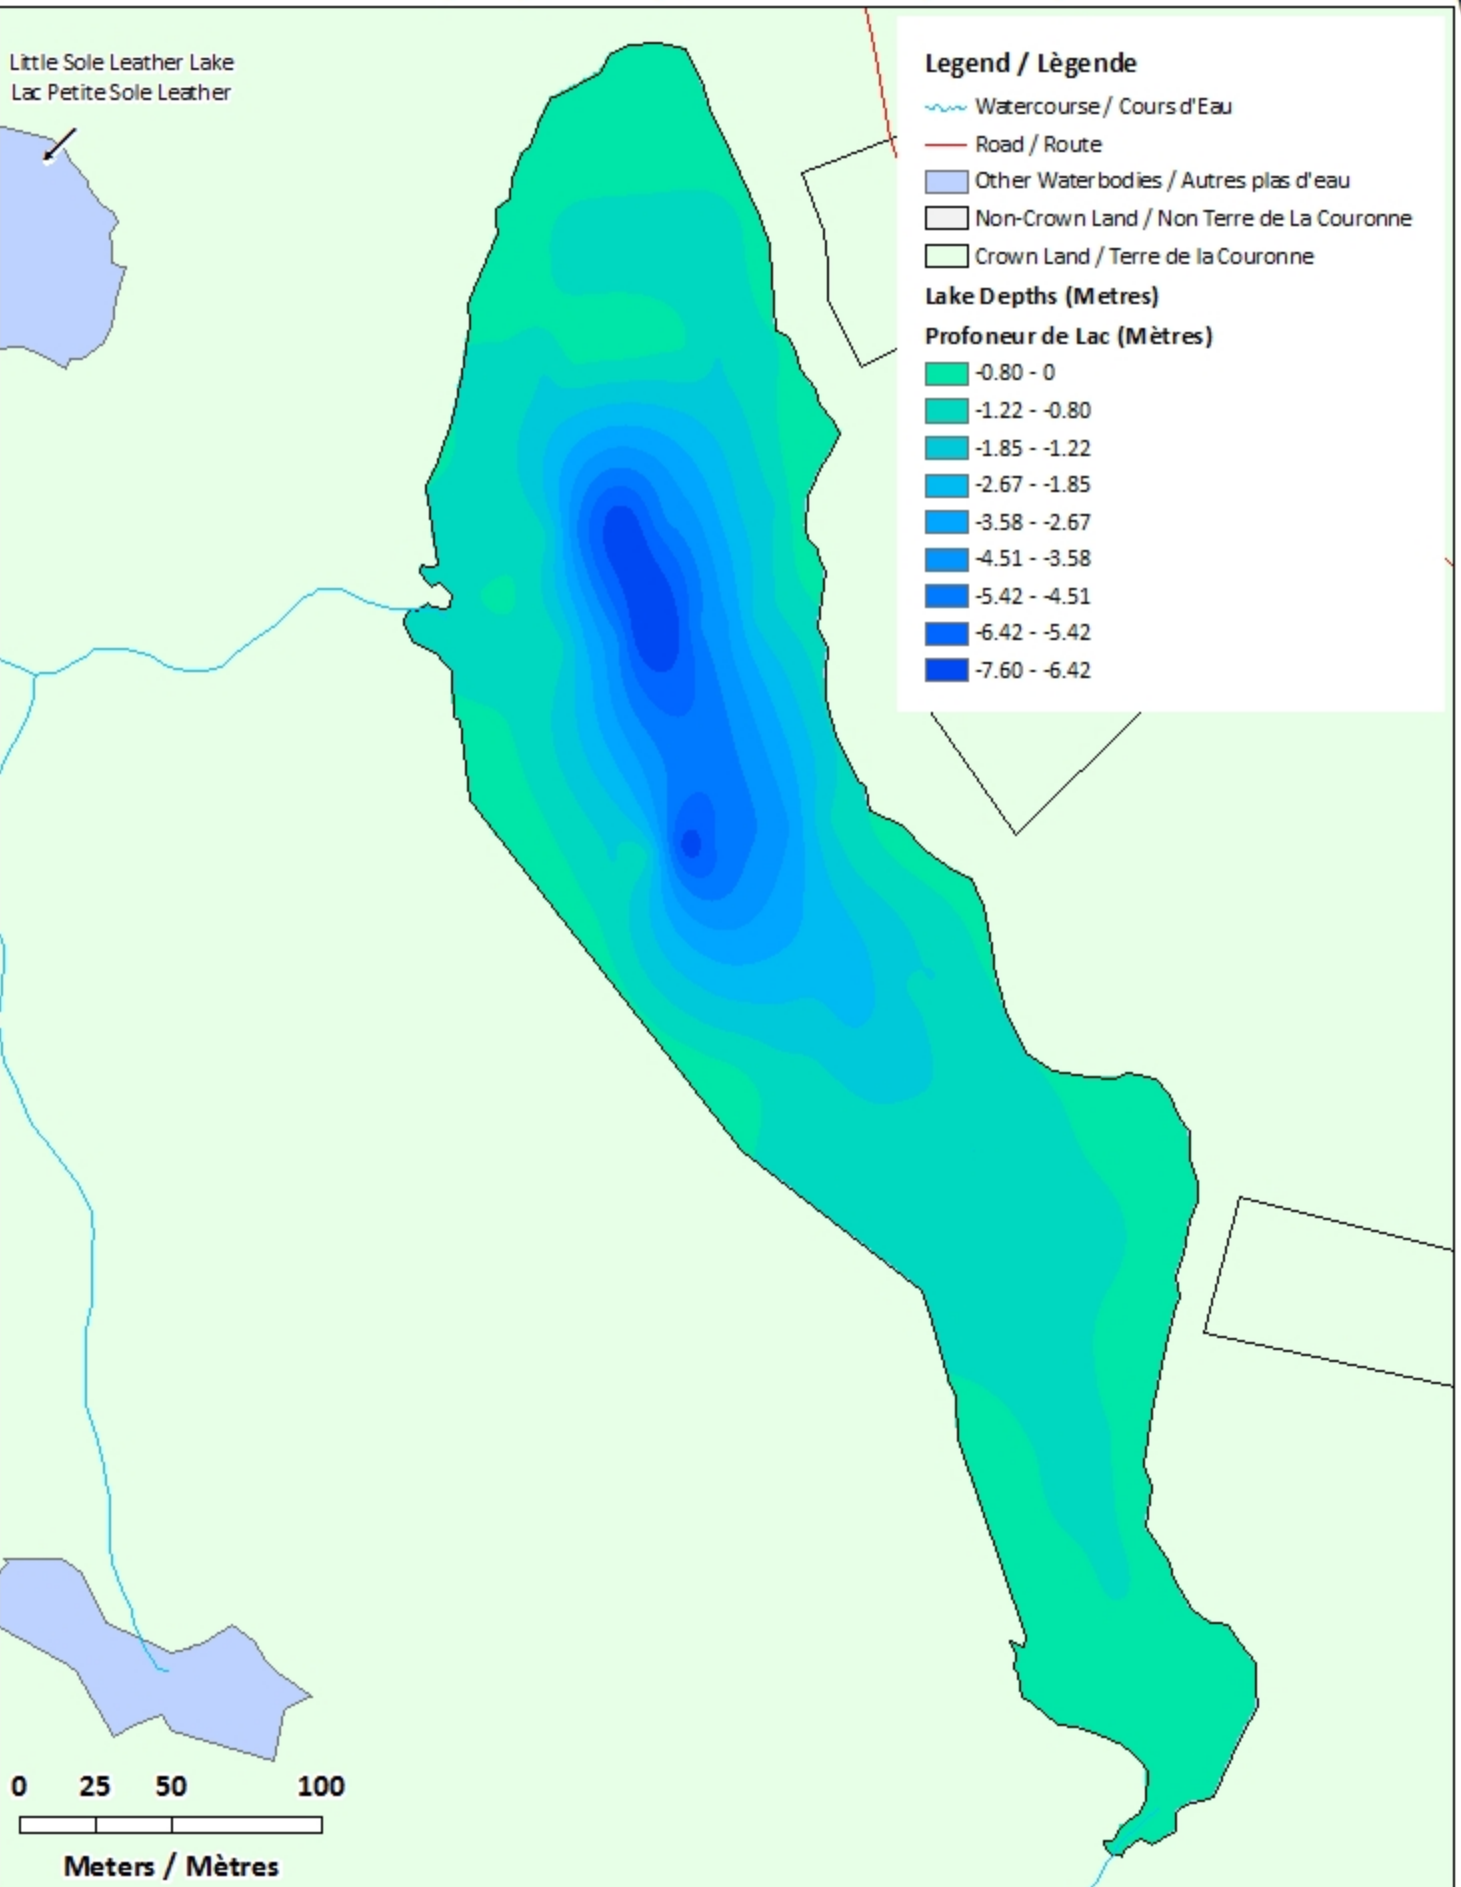 Little Sole Leather Lake
Lac Petite Sole Leather
Legend / Lègende
Watercourse / Cours d'Eau
Road / Route
Other Waterbodies / Autres plas d'eau
Non-Crown Land / Non Terre de La Couronne
Crown Land / Terre de la Couronne
Lake Depths (Metres)
Profoneur de Lac (Mètres)
-0.80 - 0
-1.22 - -0.80
-1.85 - -1.22
-2.67 - -1.85
-3.58 - -2.67
-4.51 - -3.58
-5.42 - -4.51
-6.42 - -5.42
-7.60 - -6.42
0 25 50 100
Meters / Mètres